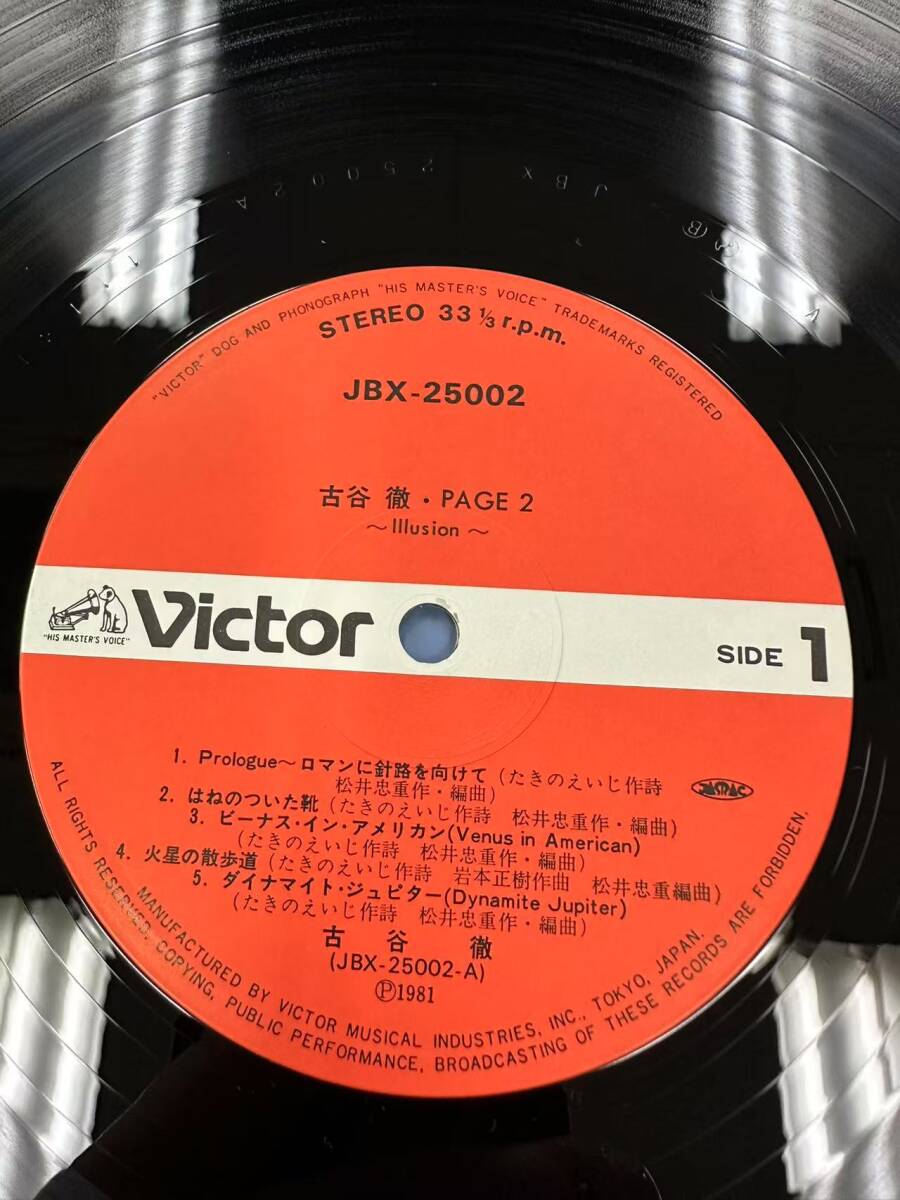 JBX 25002A
"VICTOR" DOG AND PHONOGRAPH "HIS MASTER'S VOICE" TRADEMARKS REGISTERED
STEREO 33 ⅓ r.p.m.
JBX-25002
古谷 徹・PAGE 2
〜Illusion〜
"HIS MASTER'S VOICE"
Victor
SIDE 1
1. Prologue〜ロマンに針路を向けて(たきのえいじ作詩
松井忠重作・編曲)
JASRAC
2. はねのついた靴(たきのえいじ作詩 松井忠重作・編曲)
3. ビーナス・イン・アメリカン(Venus in American)
(たきのえいじ作詩 松井忠重作・編曲)
4. 火星の散歩道(たきのえいじ作詩 岩本正樹作曲 松井忠重編曲)
5. ダイナマイト・ジュピター(Dynamite Jupiter)
(たきのえいじ作詩 松井忠重作・編曲)
古谷 徹
(JBX-25002-A)
Ⓟ1981
MANUFACTURED BY VICTOR MUSICAL INDUSTRIES, INC., TOKYO, JAPAN.
ALL RIGHTS RESERVED, COPYING, PUBLIC PERFORMANCE, BROADCASTING OF THESE RECORDS ARE FORBIDDEN.